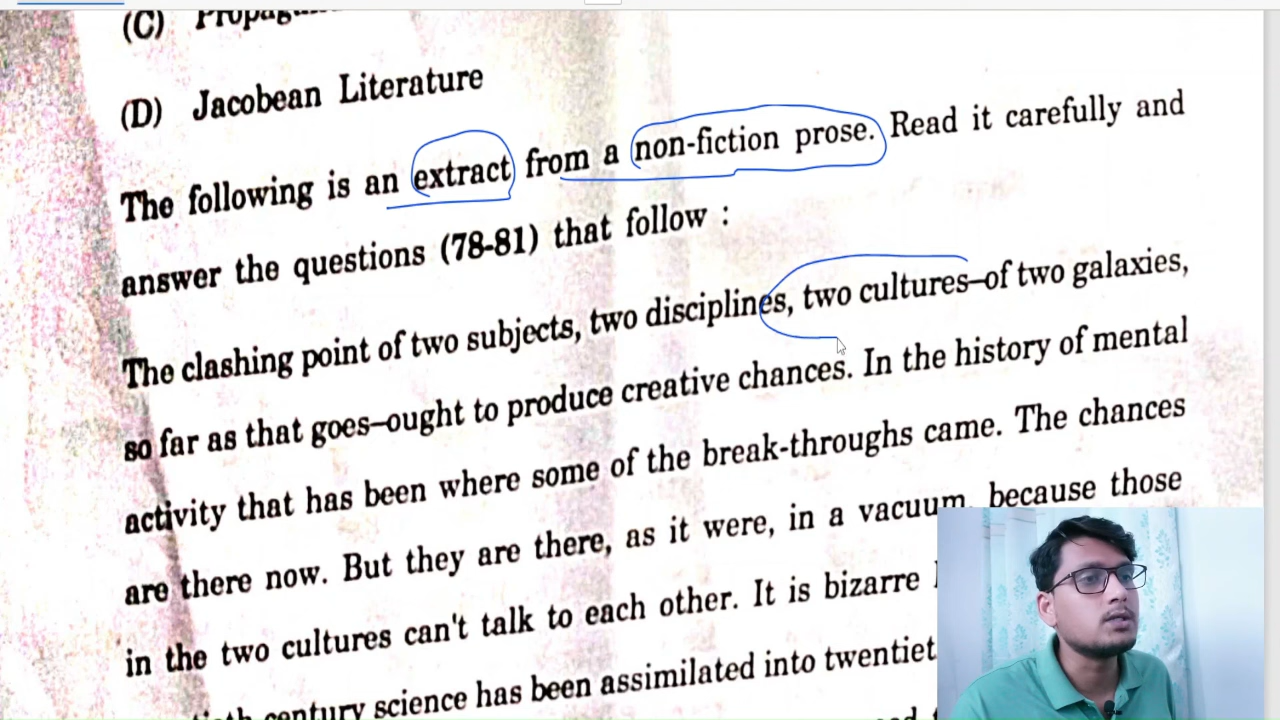 (C)
(D) Jacobean Literature
The following is an extract from a non-fiction prose. Read it carefully and
answer the questions (78-81) that follow :
The clashing point of two subjects, two disciplines, two cultures–of two galaxies,
so far as that goes–ought to produce creative chances. In the history of mental
activity that has been where some of the break-throughs came. The chances
are there now. But they are there, as it were, in a vacuum, because those
in the two cultures can't talk to each other. It is bizarre
century science has been assimilated into